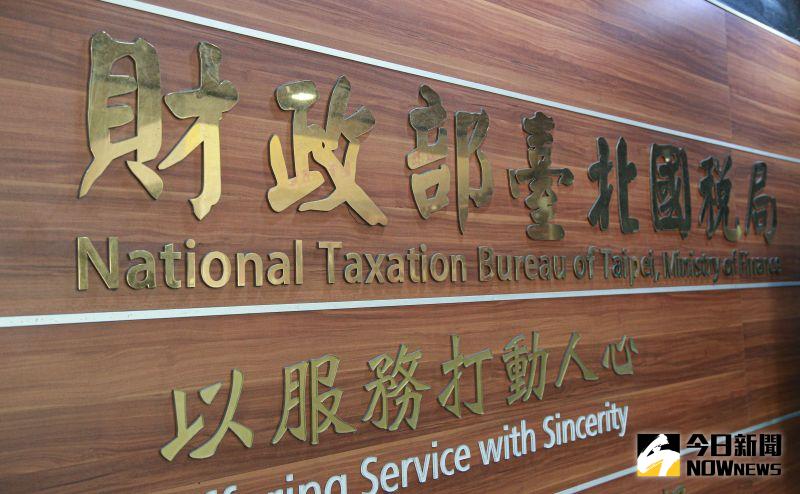 財政部臺北國稅局
National Taxation Bureau of Taipei, Ministry of Finance
以服務打動人心
Service with Sincerity
今日新聞
NOWNEWS